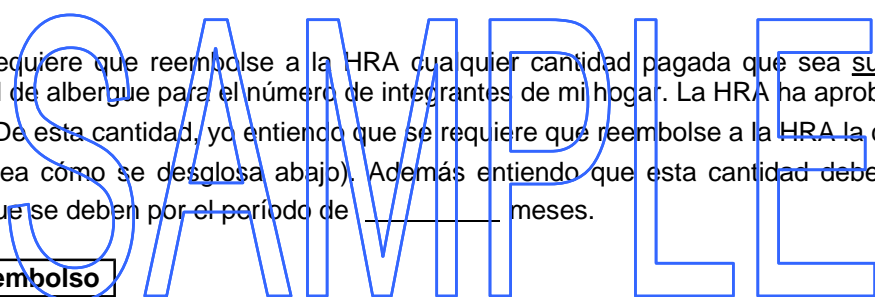 equiere que reembolse a la HRA cualquier cantidad pagada que sea su
de albergue para el número de integrantes de mi hogar. La HRA ha aprob
De esta cantidad, yo entiendo que se requiere que reembolse a la HRA la
ea cómo se desglosa abajo). Además entiendo que esta cantidad debe
ue se deben por el período de __________ meses.
embolso
SAMPLE